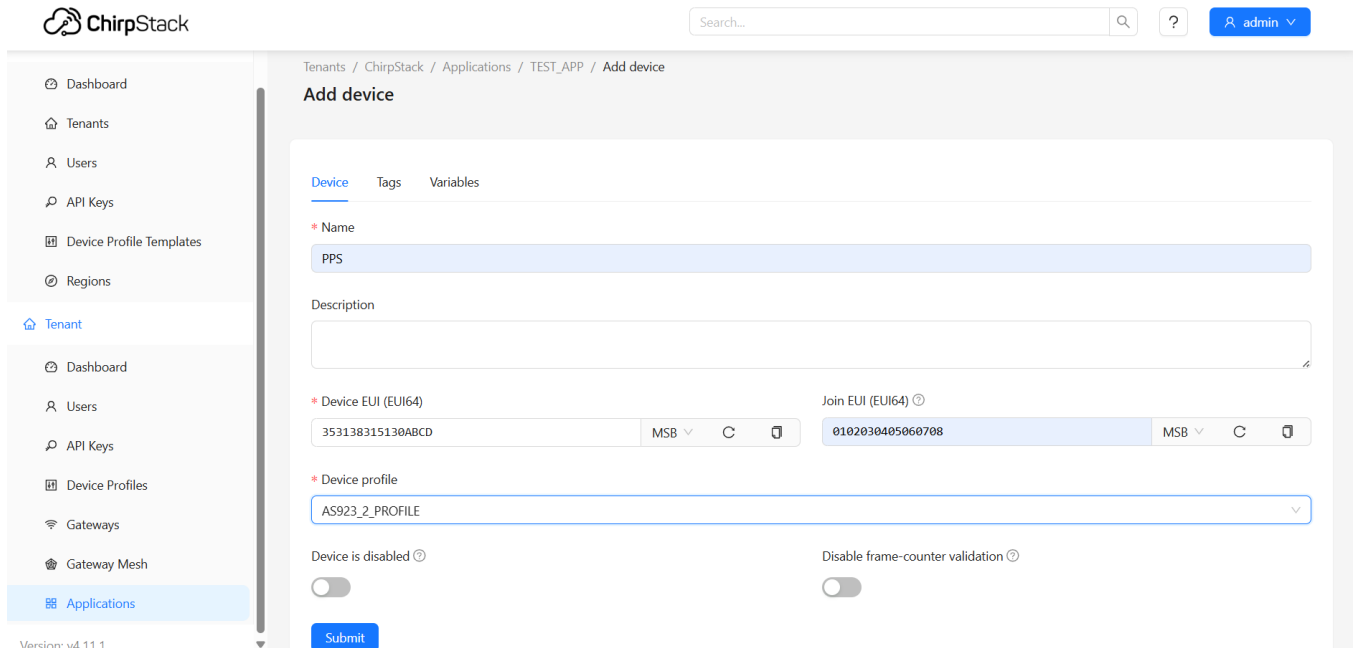 ChirpStack
Search...
?
admin
Dashboard
Tenants
Users
API Keys
Device Profile Templates
Regions
Tenant
Dashboard
Users
API Keys
Device Profiles
Gateways
Gateway Mesh
Applications
Version: v4.11.1
Tenants / ChirpStack / Applications / TEST_APP / Add device
Add device
Device Tags Variables
* Name
PPS
Description
* Device EUI (EUI64)
353138315130ABCD MSB
Join EUI (EUI64) ?
0102030405060708 MSB
* Device profile
AS923_2_PROFILE
Device is disabled ?
Disable frame-counter validation ?
Submit